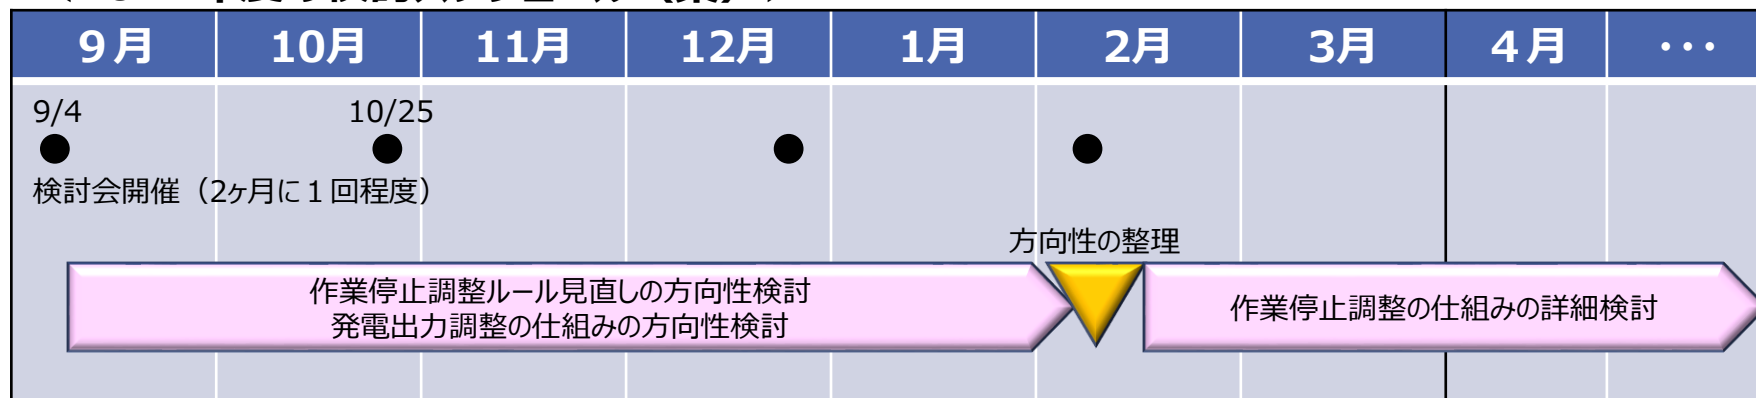 ９月 10月 11月 12月 1月 2月 3月 ４月 ・・・
9/4 10/25
検討会開催（2ヶ月に１回程度）
方向性の整理
作業停止調整ルール見直しの方向性検討
発電出力調整の仕組みの方向性検討
作業停止調整の仕組みの詳細検討